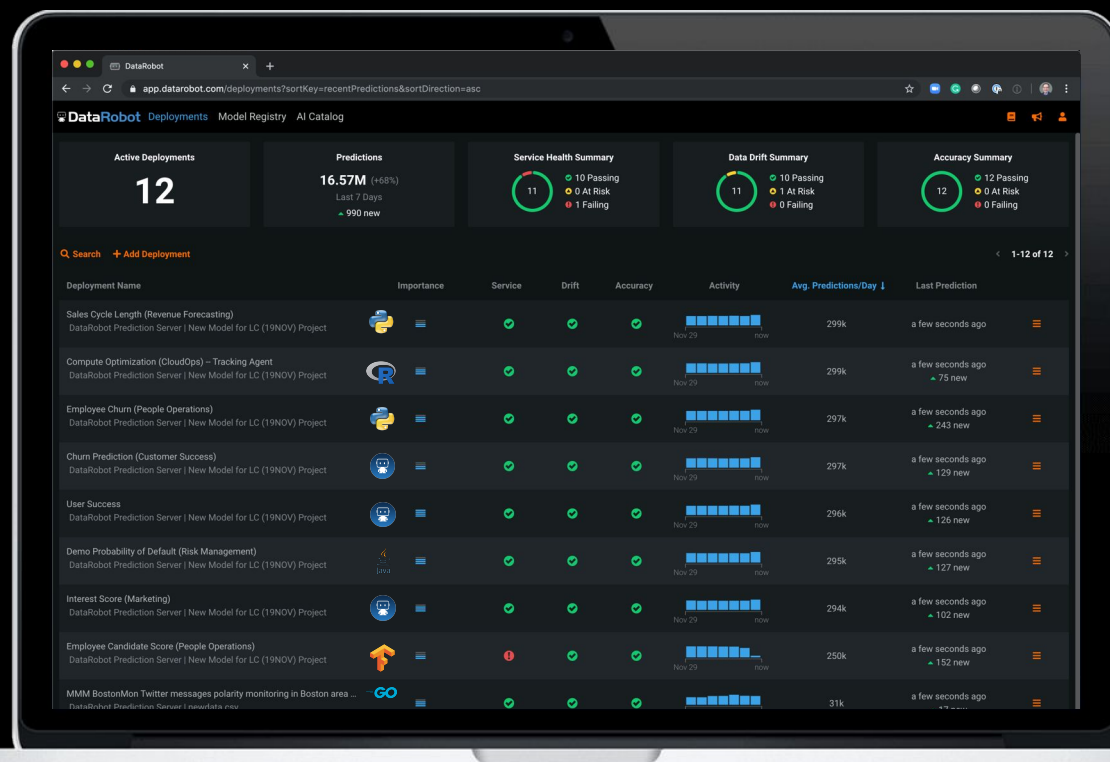 DataRobot
app.datarobot.com/deployments?sortKey=recentPredictions&sortDirection=asc
DataRobot Deployments Model Registry AI Catalog
Active Deployments
12
Predictions
16.57M (+68%)
Last 7 Days
990 new
Service Health Summary
11
10 Passing
0 At Risk
1 Failing
Data Drift Summary
11
10 Passing
1 At Risk
0 Failing
Accuracy Summary
12
12 Passing
0 At Risk
0 Failing
Search + Add Deployment
1-12 of 12
Deployment Name Importance Service Drift Accuracy Activity Avg. Predictions/Day Last Prediction
Sales Cycle Length (Revenue Forecasting)
DataRobot Prediction Server | New Model for LC (19NOV) Project
Nov 29 now
299k
a few seconds ago
Compute Optimization (CloudOps) – Tracking Agent
DataRobot Prediction Server | New Model for LC (19NOV) Project
R
Nov 29 now
299k
a few seconds ago
75 new
Employee Churn (People Operations)
DataRobot Prediction Server | New Model for LC (19NOV) Project
Nov 29 now
297k
a few seconds ago
243 new
Churn Prediction (Customer Success)
DataRobot Prediction Server | New Model for LC (19NOV) Project
Nov 29 now
297k
a few seconds ago
129 new
User Success
DataRobot Prediction Server | New Model for LC (19NOV) Project
Nov 29 now
296k
a few seconds ago
126 new
Demo Probability of Default (Risk Management)
DataRobot Prediction Server | New Model for LC (19NOV) Project
Java
Nov 29 now
295k
a few seconds ago
127 new
Interest Score (Marketing)
DataRobot Prediction Server | New Model for LC (19NOV) Project
Nov 29 now
294k
a few seconds ago
102 new
Employee Candidate Score (People Operations)
DataRobot Prediction Server | New Model for LC (19NOV) Project
Nov 29 now
250k
a few seconds ago
152 new
MMM BostonMon Twitter messages polarity monitoring in Boston area ...
DataRobot Prediction Server | newdata.csv
GO
31k
a few seconds ago